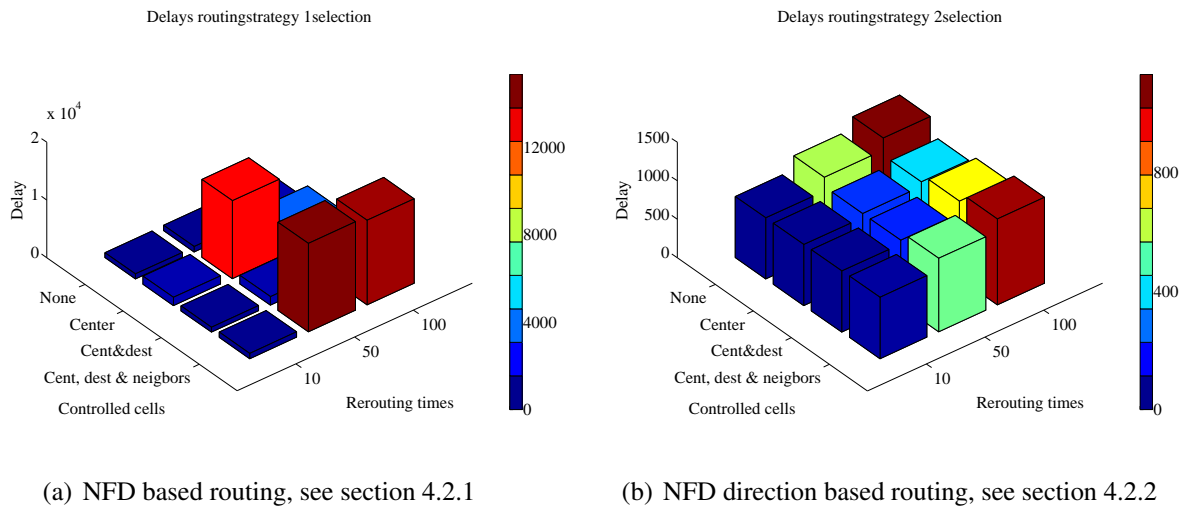 Delays routingstrategy 1selection
x 10^4
2
1
0
Delay
None
Center
Cent&dest
Cent, dest & neigbors
Controlled cells
10
50
100
Rerouting times
12000
8000
4000
0
(a) NFD based routing, see section 4.2.1
Delays routingstrategy 2selection
1500
1000
500
0
Delay
None
Center
Cent&dest
Cent, dest & neigbors
Controlled cells
10
50
100
Rerouting times
800
400
0
(b) NFD direction based routing, see section 4.2.2